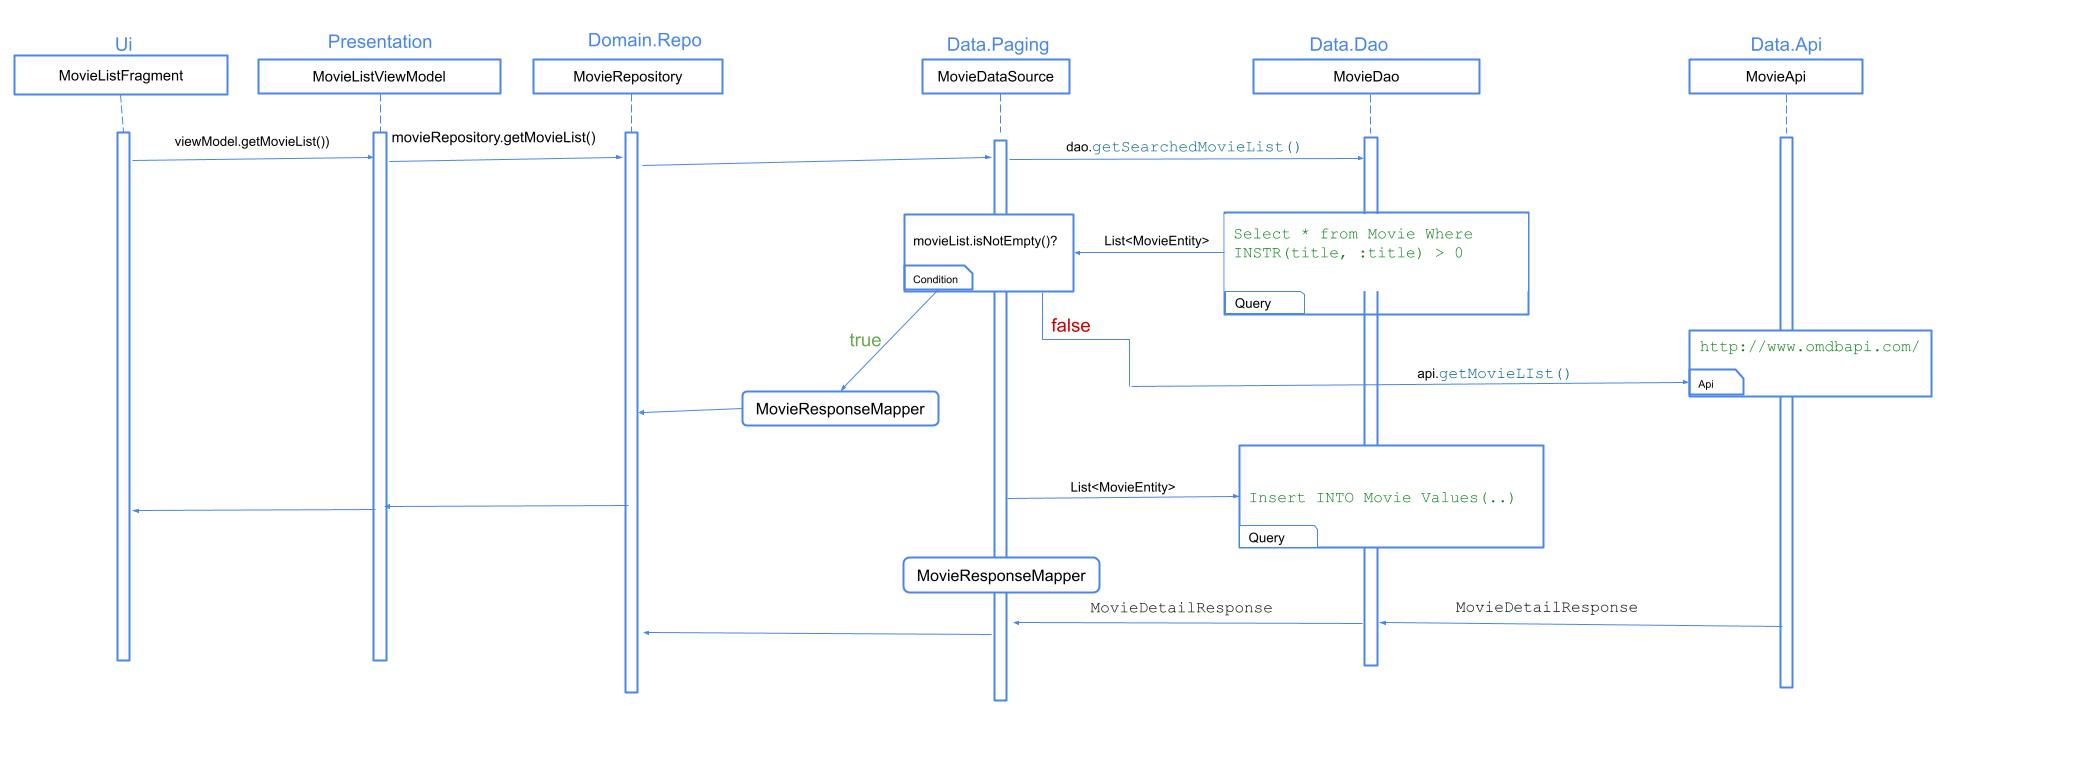 Ui
Presentation
Domain.Repo
Data.Paging
Data.Dao
Data.Api
MovieListFragment
MovieListViewModel
MovieRepository
MovieDataSource
MovieDao
MovieApi
viewModel.getMovieList())
movieRepository.getMovieList()
dao.getSearchedMovieList()
movieList.isNotEmpty()?
Condition
List<MovieEntity>
Select * from Movie Where
INSTR(title, :title) > 0
Query
true
false
http://www.omdbapi.com/
Api
api.getMovieLIst()
MovieResponseMapper
List<MovieEntity>
Insert INTO Movie Values(..)
Query
MovieResponseMapper
MovieDetailResponse
MovieDetailResponse